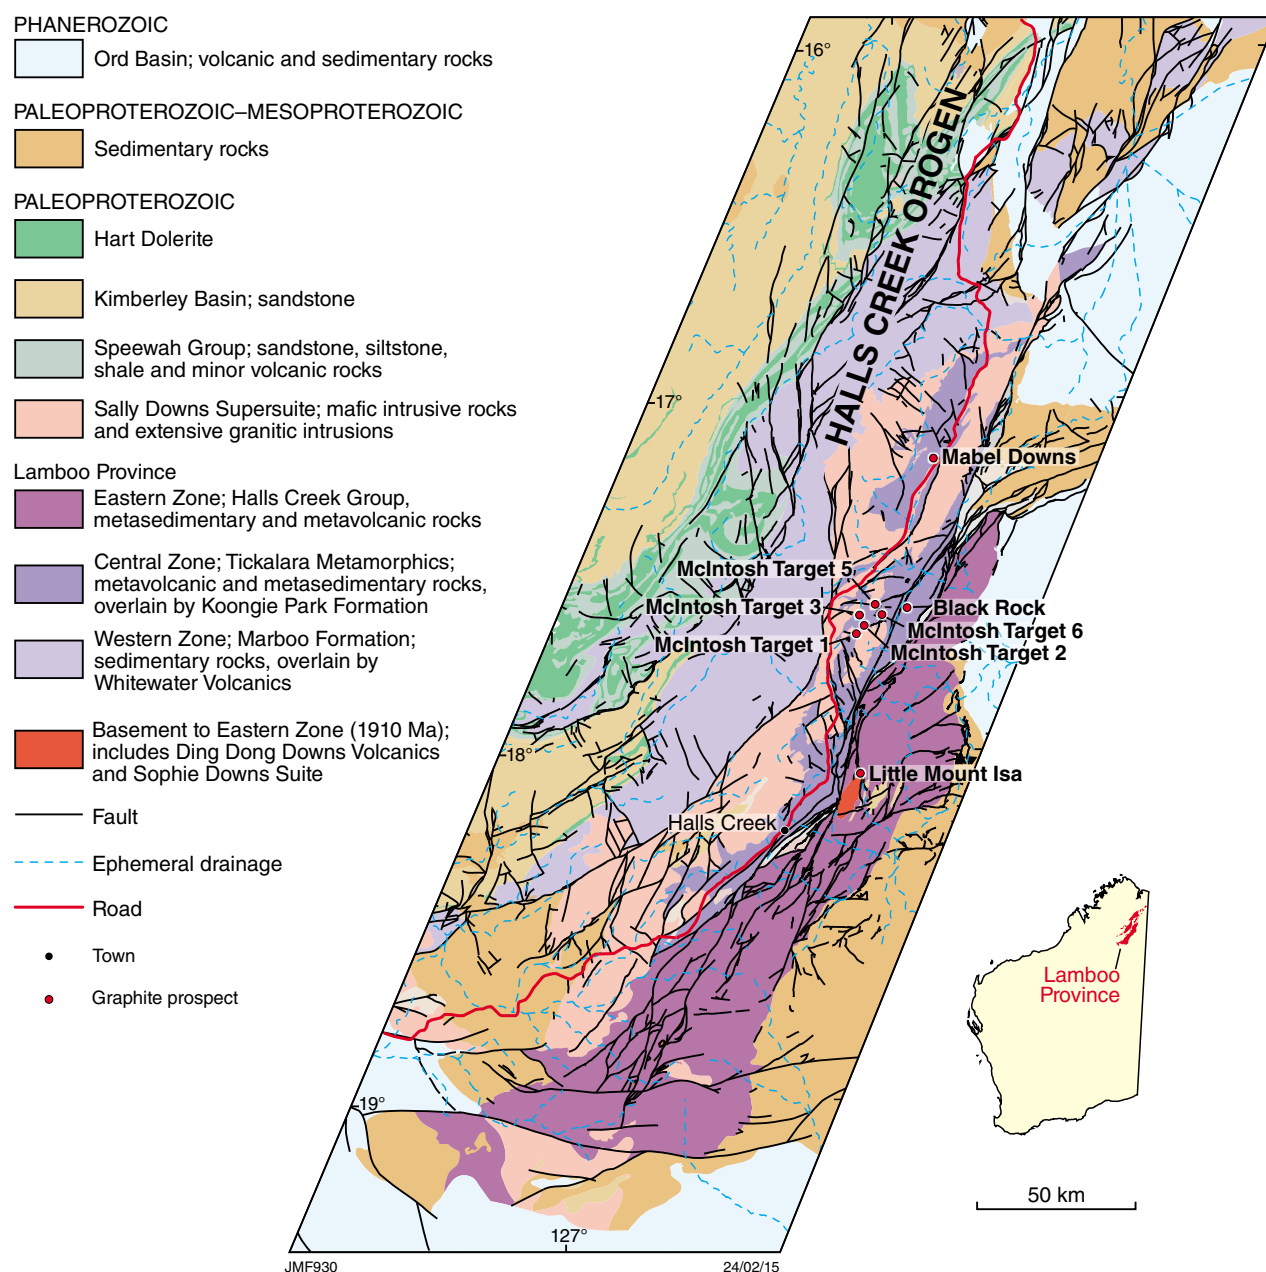 PHANEROZOIC
Ord Basin; volcanic and sedimentary rocks
PALEOPROTEROZOIC–MESOPROTEROZOIC
Sedimentary rocks
PALEOPROTEROZOIC
Hart Dolerite
Kimberley Basin; sandstone
Speewah Group; sandstone, siltstone,
shale and minor volcanic rocks
Sally Downs Supersuite; mafic intrusive rocks
and extensive granitic intrusions
Lamboo Province
Eastern Zone; Halls Creek Group,
metasedimentary and metavolcanic rocks
Central Zone; Tickalara Metamorphics;
metavolcanic and metasedimentary rocks,
overlain by Koongie Park Formation
Western Zone; Marboo Formation;
sedimentary rocks, overlain by
Whitewater Volcanics
Basement to Eastern Zone (1910 Ma);
includes Ding Dong Downs Volcanics
and Sophie Downs Suite
Fault
Ephemeral drainage
Road
Town
Graphite prospect
16°
HALLS CREEK OROGEN
17°
Mabel Downs
McIntosh Target 5
McIntosh Target 3
Black Rock
McIntosh Target 6
McIntosh Target 1
McIntosh Target 2
18°
Little Mount Isa
Halls Creek
19°
127°
Lamboo
Province
50 km
JMF930
24/02/15